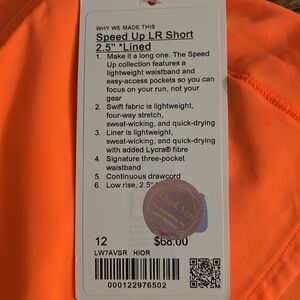 WHY WE MADE THIS
Speed Up LR Short
2.5" *Lined
1. Make it a long one. The Speed
Up collection features a
lightweight waistband and
easy-access pockets so you can
focus on your run, not your
gear
2. Swift fabric is lightweight,
four-way stretch,
sweat-wicking, and quick-drying
3. Liner is lightweight,
sweat-wicking, and quick-drying
with added Lycra® fibre
4. Signature three-pocket
waistband
5. Continuous drawcord
6. Low rise, 2.5"
Thank You
12 $68.00
LW7AVSR HIOR
000122976502